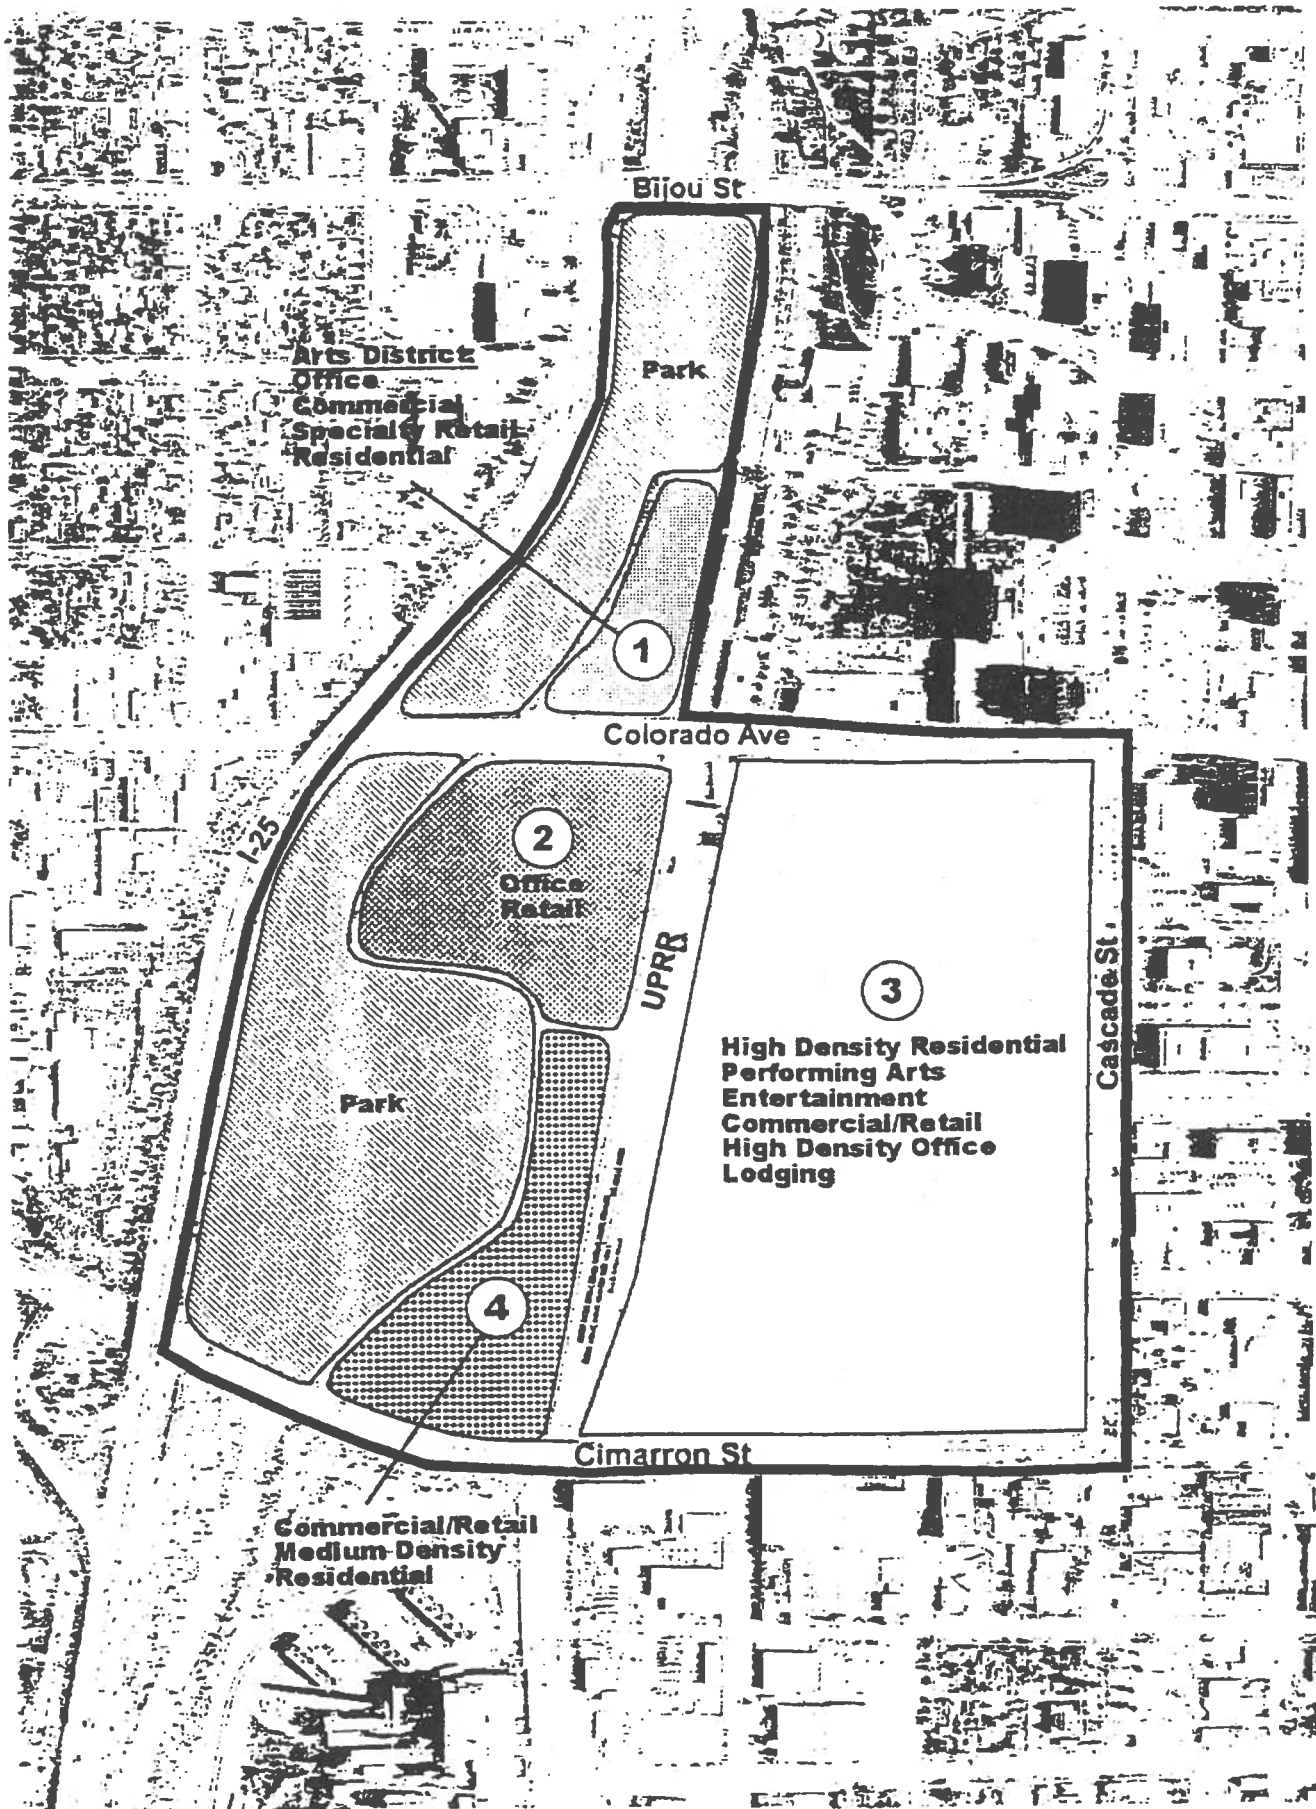 Bijou St
Park
Arts District:
Office
Commercial
Specialty Retail
Residential
1
Colorado Ave
I-25
2
Office
Retail
UPRR
3
High Density Residential
Performing Arts
Entertainment
Commercial/Retail
High Density Office
Lodging
Cascade St
Park
4
Cimarron St
Commercial/Retail
Medium Density
Residential